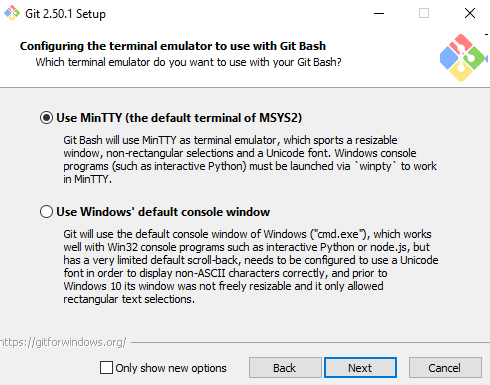 Git 2.50.1 Setup
Configuring the terminal emulator to use with Git Bash
Which terminal emulator do you want to use with your Git Bash?
Use MinTTY (the default terminal of MSYS2)
Git Bash will use MinTTY as terminal emulator, which sports a resizable
window, non-rectangular selections and a Unicode font. Windows console
programs (such as interactive Python) must be launched via `winpty` to work
in MinTTY.
Use Windows' default console window
Git will use the default console window of Windows ("cmd.exe"), which works
well with Win32 console programs such as interactive Python or node.js, but
has a very limited default scroll-back, needs to be configured to use a Unicode
font in order to display non-ASCII characters correctly, and prior to
Windows 10 its window was not freely resizable and it only allowed
rectangular text selections.
https://gitforwindows.org/
Only show new options
Back
Next
Cancel